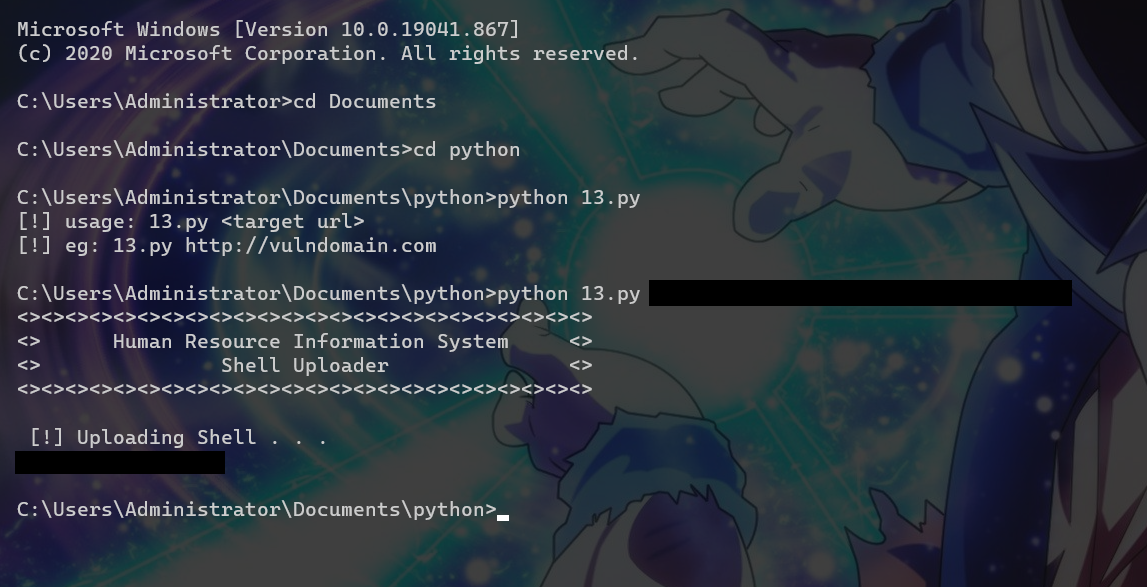 Microsoft Windows [Version 10.0.19041.867]
(c) 2020 Microsoft Corporation. All rights reserved.
C:\Users\Administrator>cd Documents
C:\Users\Administrator\Documents>cd python
C:\Users\Administrator\Documents\python>python 13.py
[!] usage: 13.py <target url>
[!] eg: 13.py http://vulndomain.com
C:\Users\Administrator\Documents\python>python 13.py
<><><><><><><><><><><><><><><><><><><><><><><><>
<>      Human Resource Information System     <>
<>               Shell Uploader               <>
<><><><><><><><><><><><><><><><><><><><><><><><>
[!] Uploading Shell . . .
C:\Users\Administrator\Documents\python>